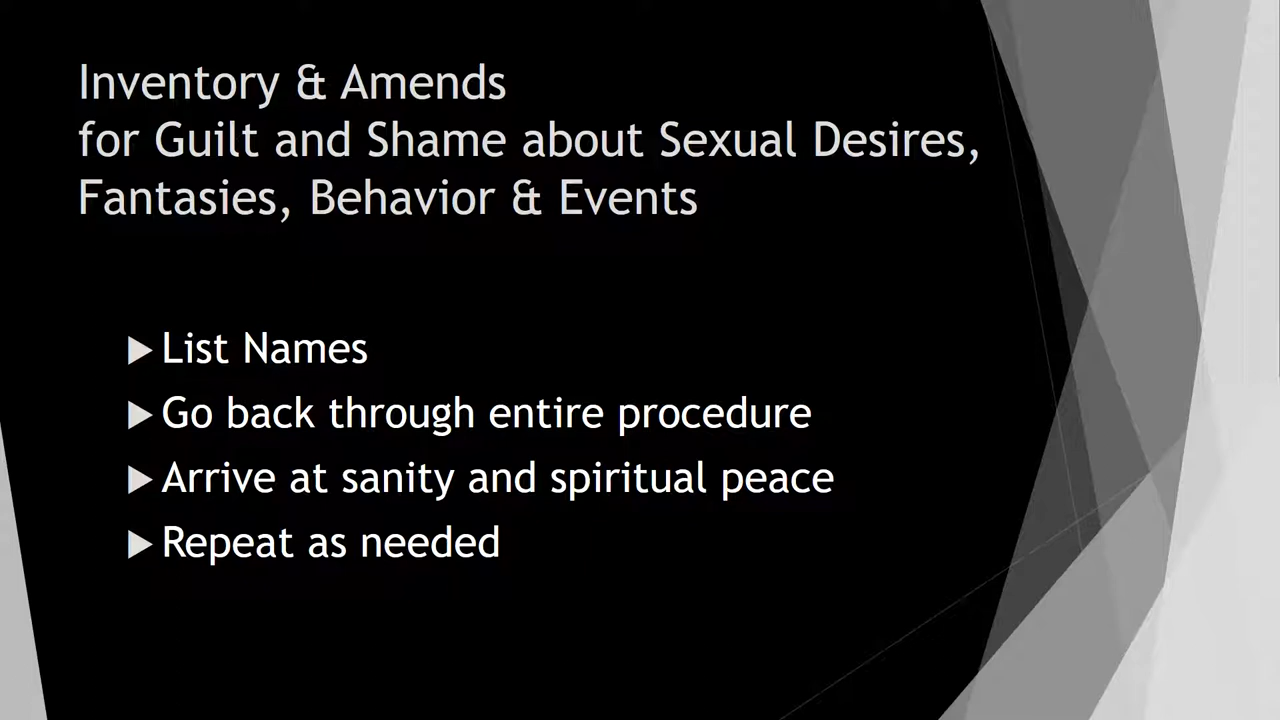 Inventory & Amends
for Guilt and Shame about Sexual Desires,
Fantasies, Behavior & Events
List Names
Go back through entire procedure
Arrive at sanity and spiritual peace
Repeat as needed